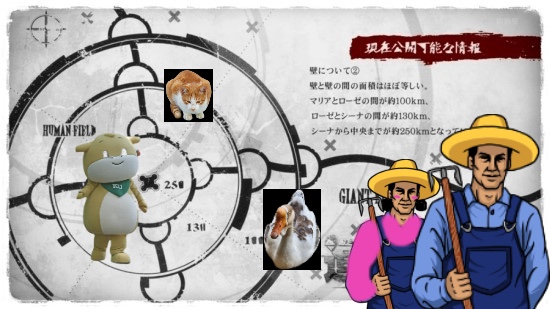 現在公開可能な情報
壁について②
壁と壁の間の面積はほぼ等しい。
マリアとローゼの間が約100km、
ローゼとシーナの間が約130km、
シーナから中央までが約250kmとなって
HUMAN FIELD
GIAN
250
130